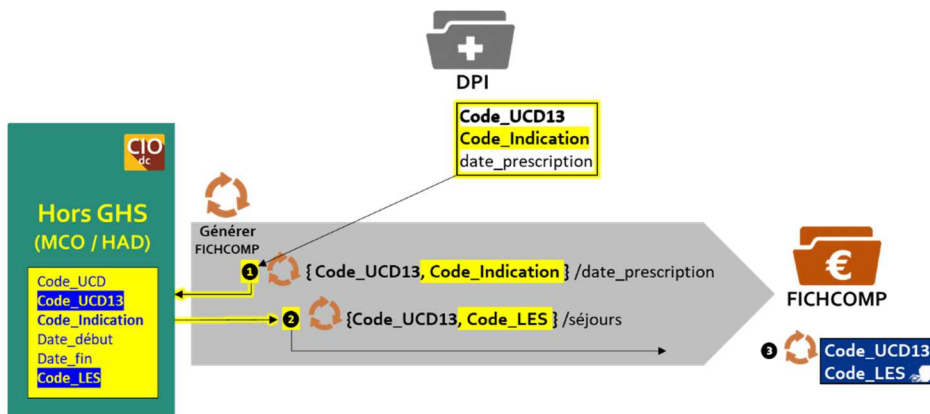 DPI
Code_UCD13
Code_Indication
date_prescription
CIO
dc
Hors GHS
(MCO / HAD)
Code_UCD
Code_UCD13
Code_Indication
Date_début
Date_fin
Code_LES
Générer
FICHCOMP
1 { Code_UCD13, Code_Indication } /date_prescription
2 {Code_UCD13, Code_LES } /séjours
€
FICHCOMP
3 Code_UCD13
Code_LES